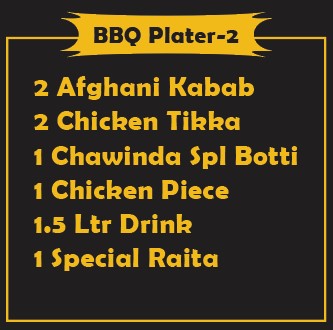 BBQ Plater-2
2 Afghani Kabab
2 Chicken Tikka
1 Chawinda Spl Botti
1 Chicken Piece
1.5 Ltr Drink
1 Special Raita